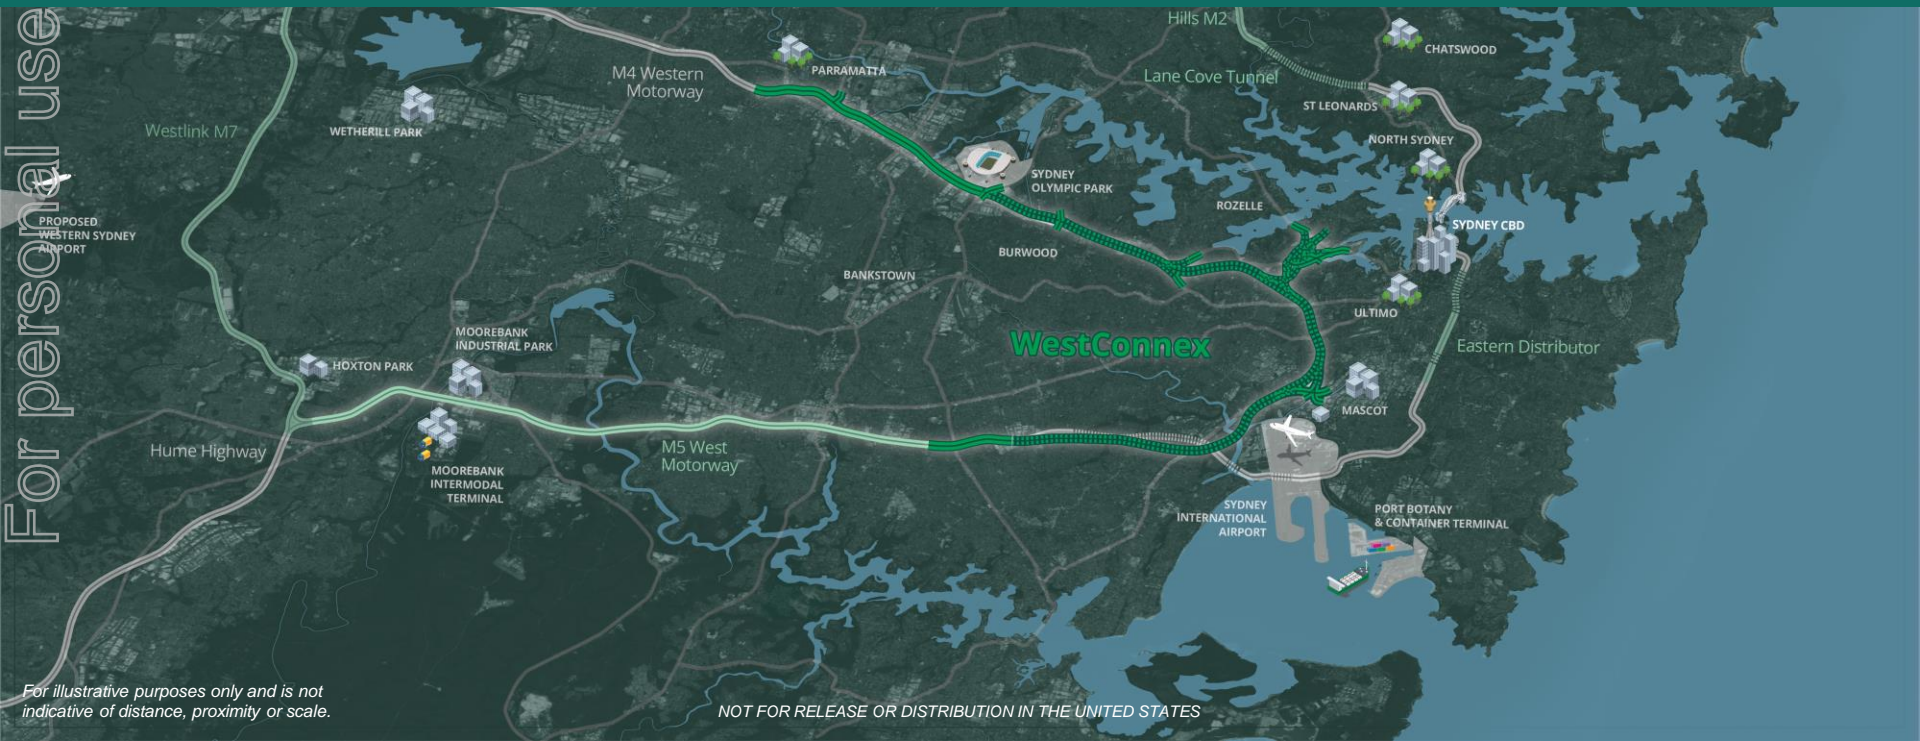 For personal use
Hills M2
CHATSWOOD
M4 Western
Motorway
PARRAMATTA
Lane Cove Tunnel
ST LEONARDS
Westlink M7
WETHERILL PARK
NORTH SYDNEY
SYDNEY
OLYMPIC PARK
ROZELLE
PROPOSED
WESTERN SYDNEY
AIRPORT
SYDNEY CBD
BURWOOD
BANKSTOWN
ULTIMO
MOOREBANK
INDUSTRIAL PARK
WestConnex
Eastern Distributor
HOXTON PARK
MASCOT
Hume Highway
M5 West
Motorway
MOOREBANK
INTERMODAL
TERMINAL
SYDNEY
INTERNATIONAL
AIRPORT
PORT BOTANY
& CONTAINER TERMINAL
For illustrative purposes only and is not
indicative of distance, proximity or scale.
NOT FOR RELEASE OR DISTRIBUTION IN THE UNITED STATES